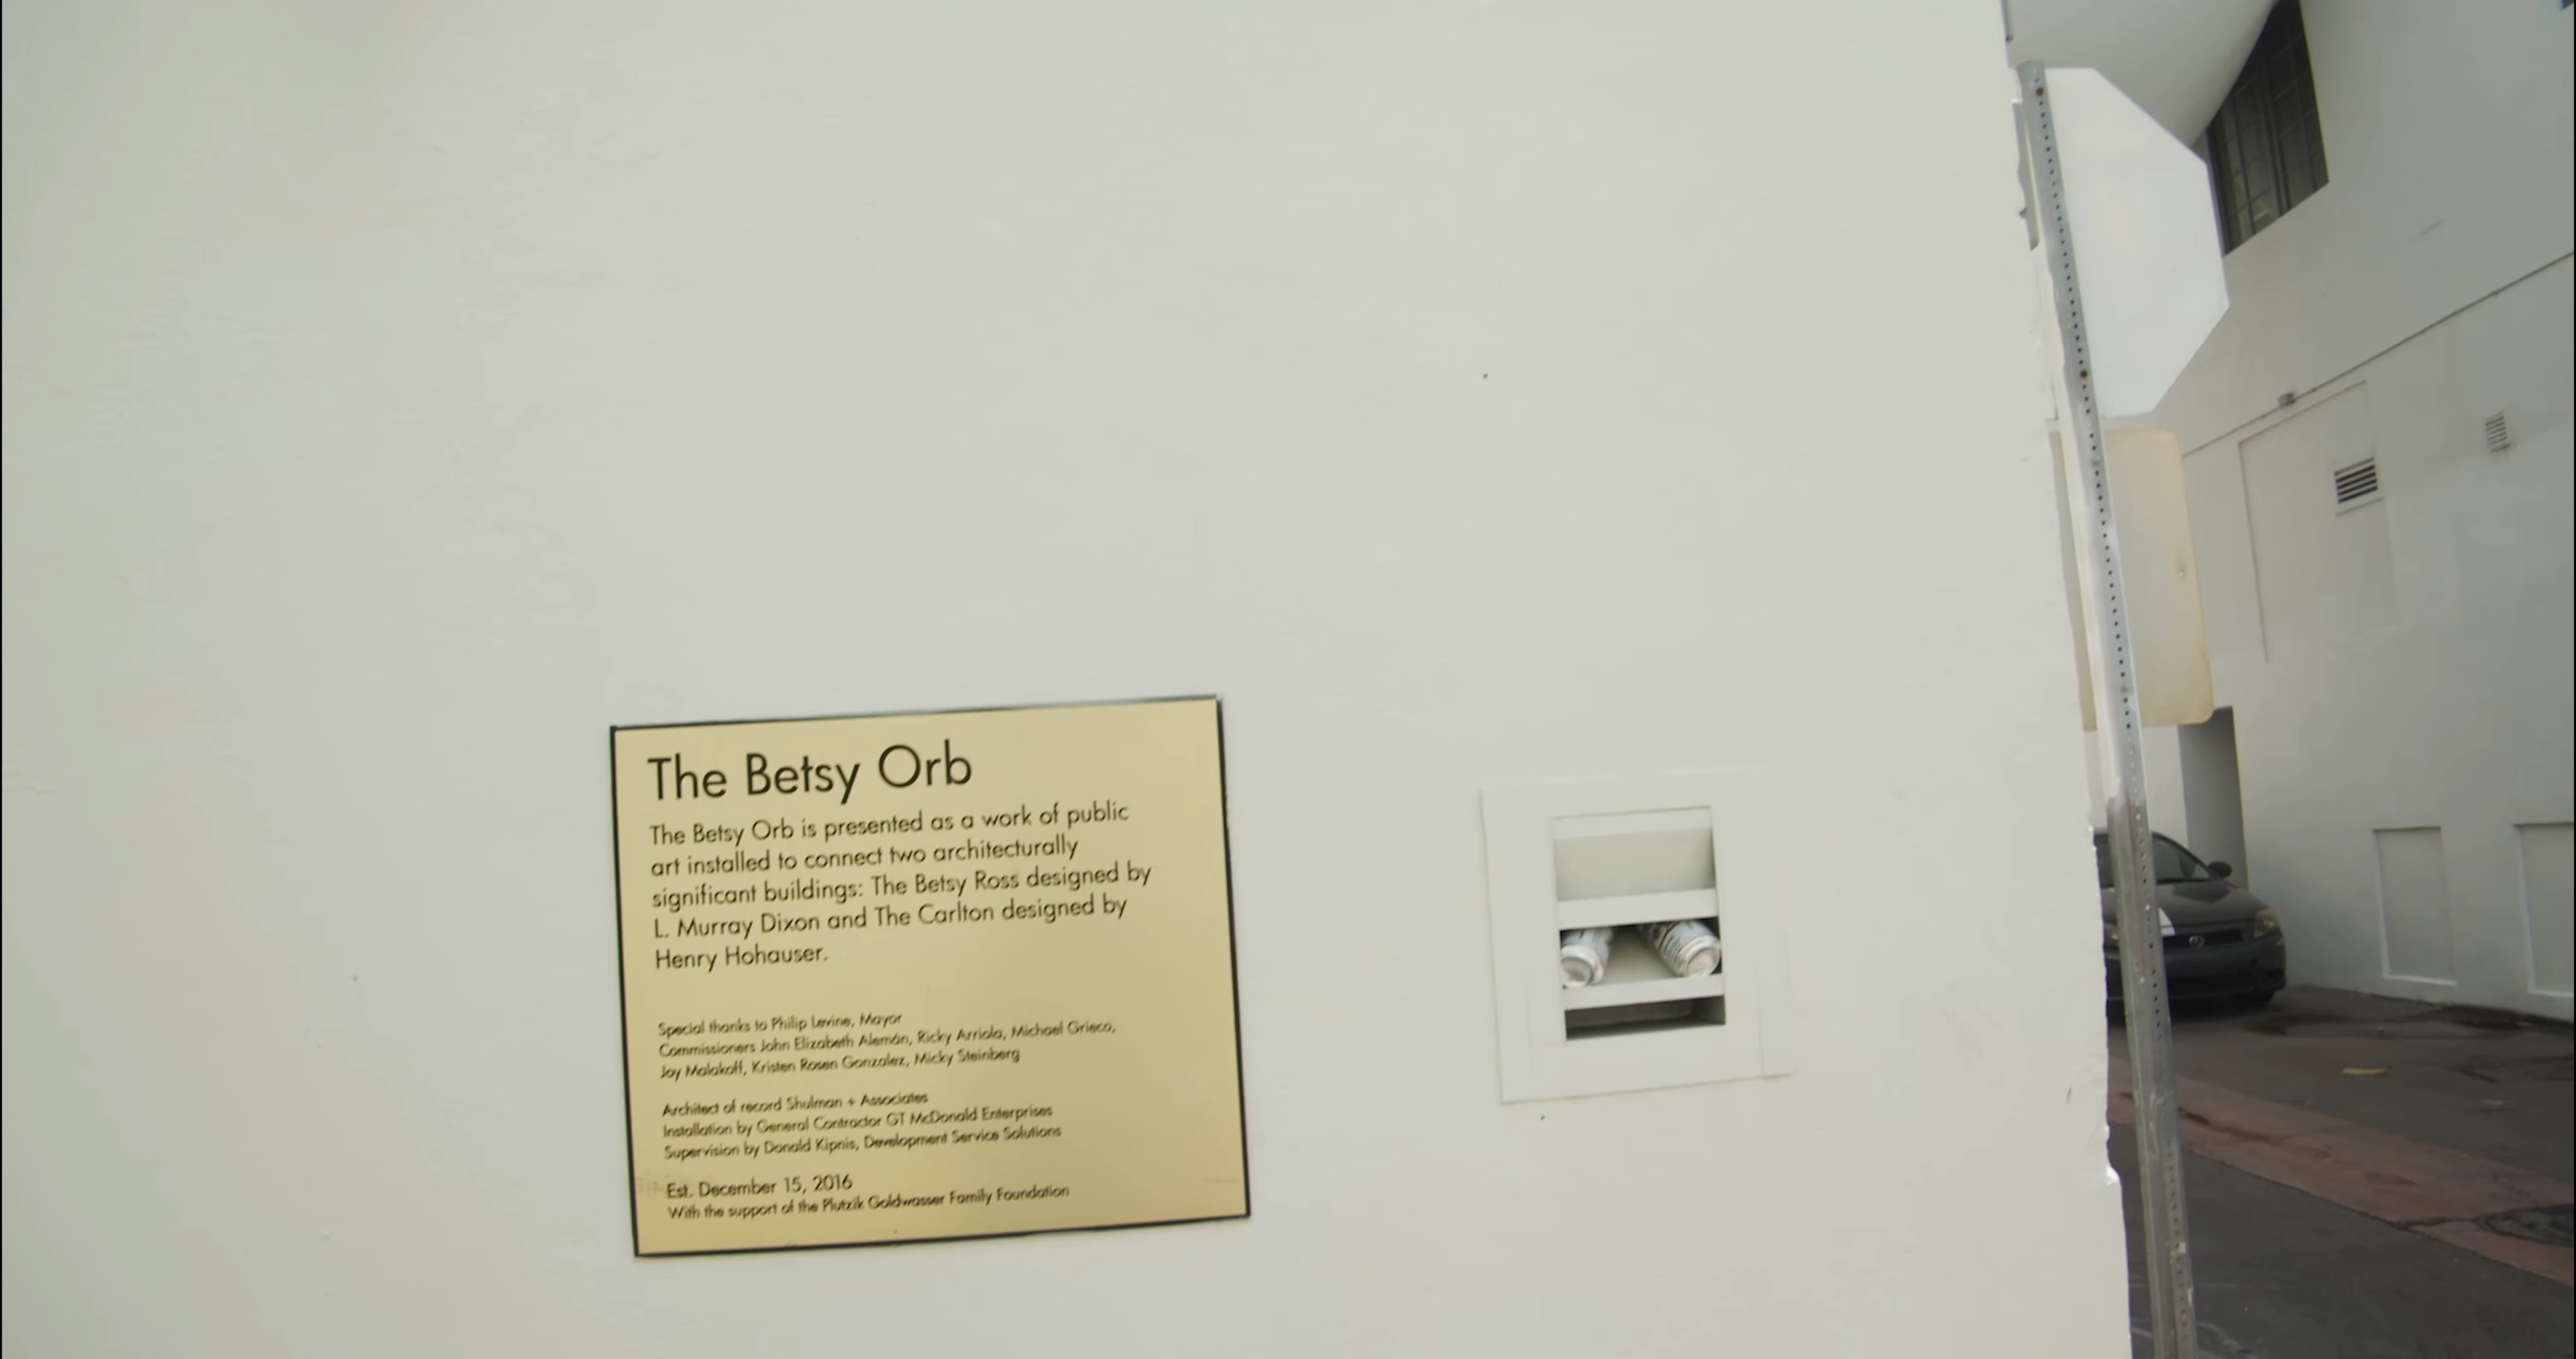 The Betsy Orb
The Betsy Orb is presented as a work of public
art installed to connect two architecturally
significant buildings: The Betsy Ross designed by
L. Murray Dixon and The Carlton designed by
Henry Hohauser.
Special thanks to Philip Levine, Mayor
Commissioners John Elizabeth Alemán, Ricky Arriola, Michael Grieco,
Joy Malakoff, Kristen Rosen Gonzalez, Micky Steinberg
Architect of record Shulman + Associates
Installation by General Contractor GT McDonald Enterprises
Supervision by Donald Kipnis, Development Service Solutions
Est. December 15, 2016
With the support of the Plutzik Goldwasser Family Foundation